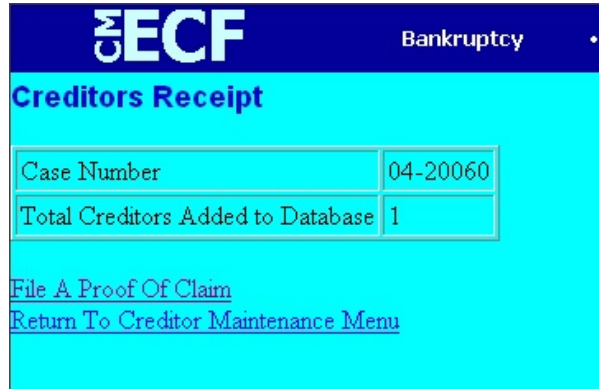 CM ECF Bankruptcy
Creditors Receipt
Case Number 04-20060
Total Creditors Added to Database 1
File A Proof Of Claim
Return To Creditor Maintenance Menu